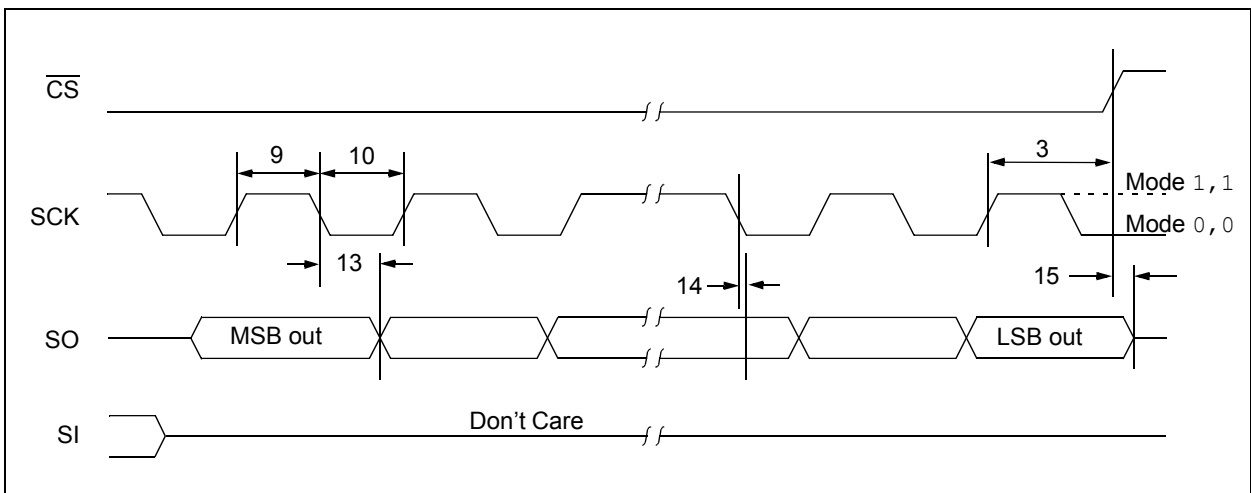 CS
9
10
3
SCK
Mode 1,1
Mode 0,0
13
14
15
SO
MSB out
LSB out
SI
Don't Care